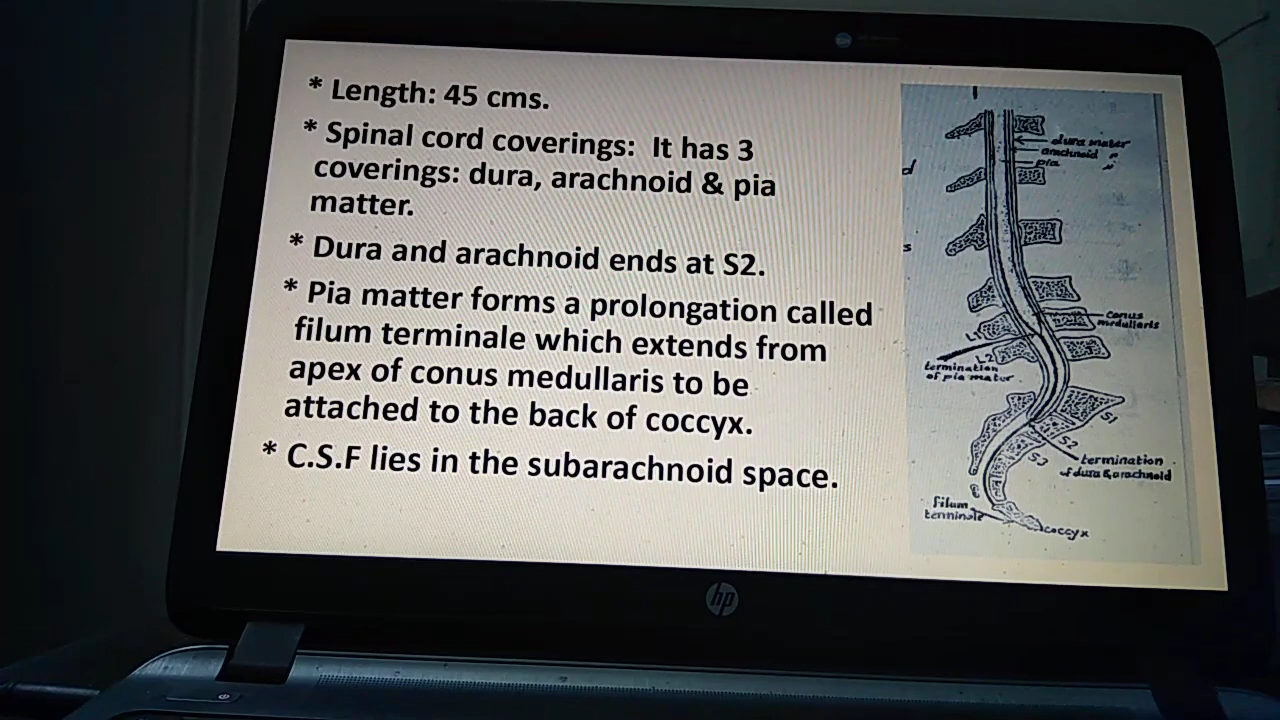 * Length: 45 cms.
* Spinal cord coverings: It has 3
coverings: dura, arachnoid & pia
matter.
* Dura and arachnoid ends at S2.
* Pia matter forms a prolongation called
filum terminale which extends from
apex of conus medullaris to be
attached to the back of coccyx.
* C.S.F lies in the subarachnoid space.
dura mater
arachnoid "
pia "
d
s
Conus
medullaris
L1
L2
termination
of pia mater
S1
S2
S3
termination
of dura & arachnoid
filum
terminale
coccyx
hp